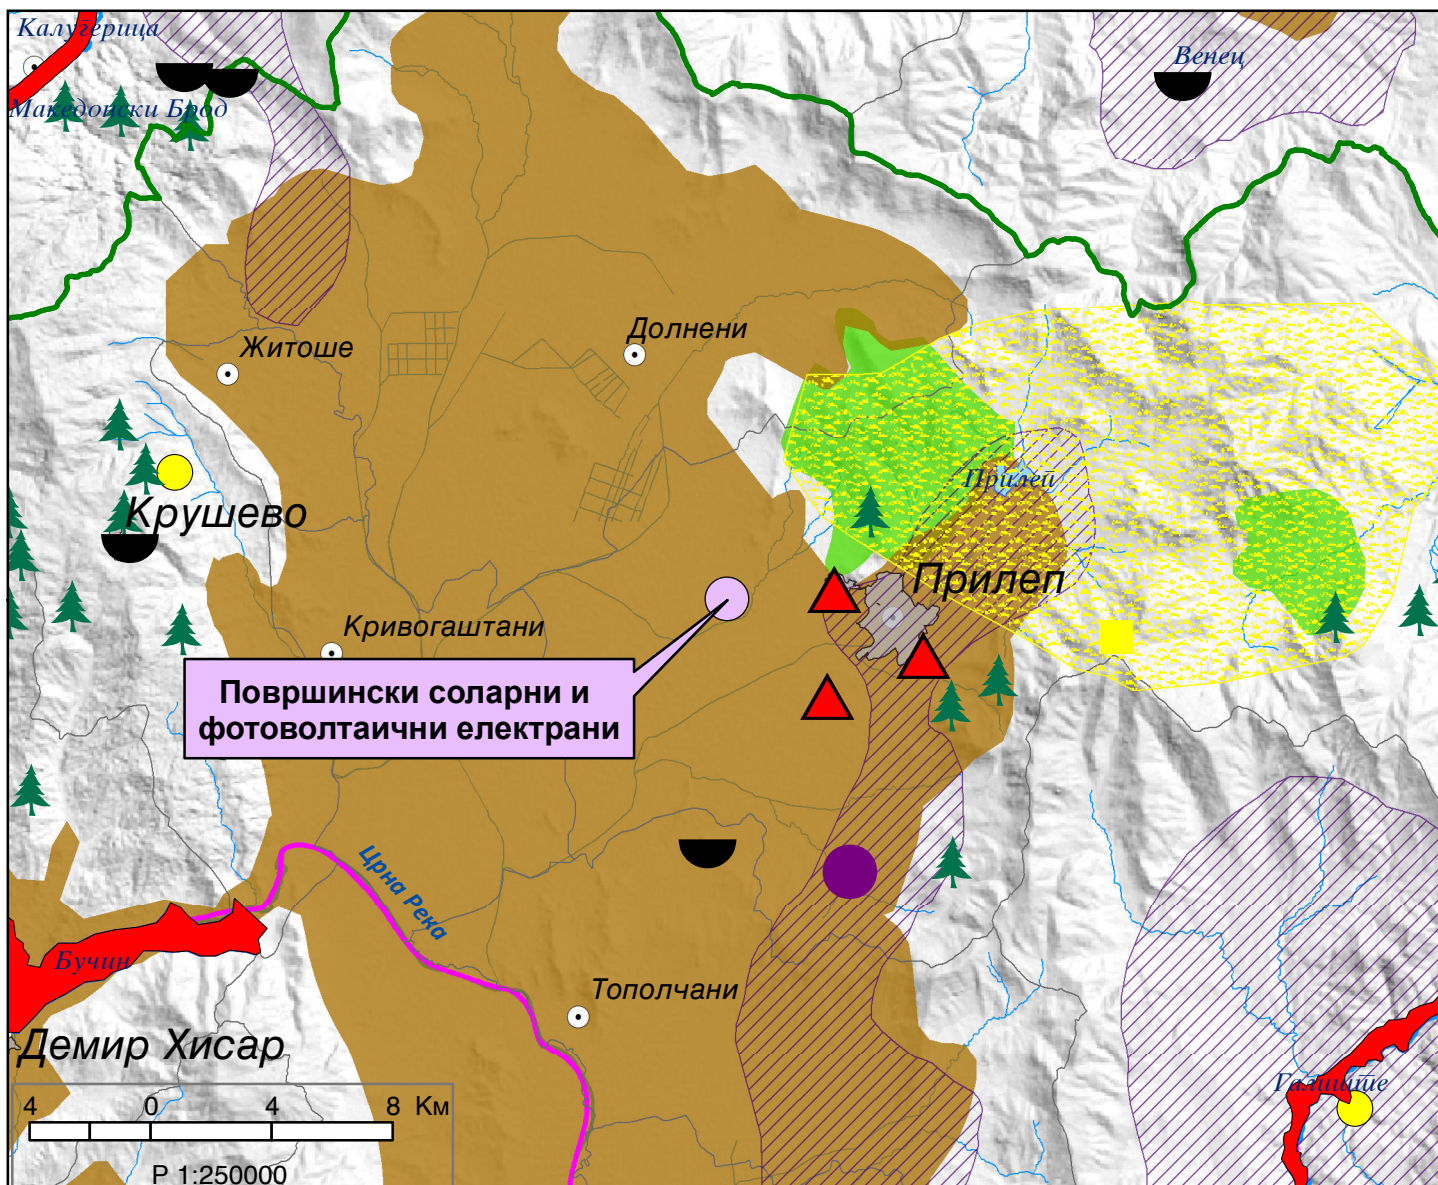 Калуѓерица
Венец
Македонски Брод
Долнени
Житоше
Прилеп
Крушево
Прилеп
Кривогаштани
Површински соларни и
фотоволтаични електрани
Црна Река
Бучин
Тополчани
Демир Хисар
Галиште
4 0 4 8 Км
Р 1:250000